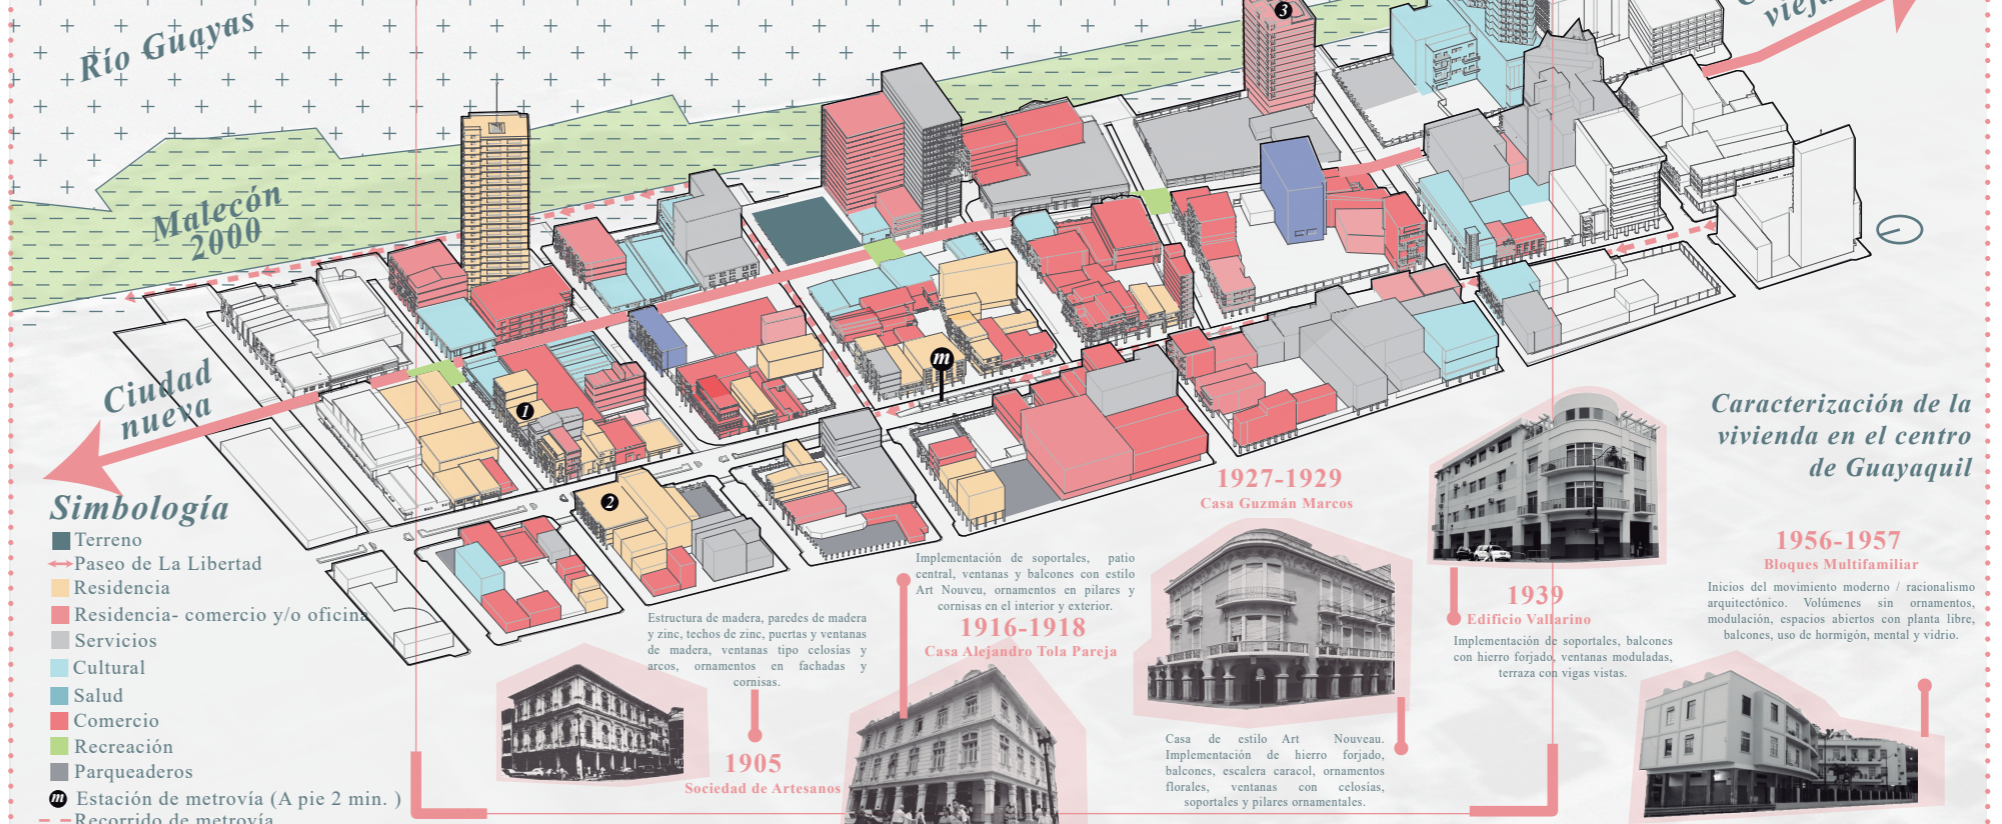 Río Guayas
3
vieja
Malecón
2000
Ciudad
nueva
m
1
2
Simbología
Terreno
Paseo de La Libertad
Residencia
Residencia- comercio y/o oficina
Servicios
Cultural
Salud
Comercio
Recreación
Parqueaderos
m Estación de metrovía (A pie 2 min. )
Recorrido de metrovía
Caracterización de la
vivienda en el centro
de Guayaquil
Estructura de madera, paredes de madera
y zinc, techos de zinc, puertas y ventanas
de madera, ventanas tipo celosías y
arcos, ornamentos en fachadas y
cornisas.
1905
Sociedad de Artesanos
Implementación de soportales, patio
central, ventanas y balcones con estilo
Art Nouveu, ornamentos en pilares y
cornisas en el interior y exterior.
1916-1918
Casa Alejandro Tola Pareja
1927-1929
Casa Guzmán Marcos
Casa de estilo Art Nouveau.
Implementación de hierro forjado,
balcones, escalera caracol, ornamentos
florales, ventanas con celosías,
soportales y pilares ornamentales.
1939
Edificio Vallarino
Implementación de soportales, balcones
con hierro forjado, ventanas moduladas,
terraza con vigas vistas.
1956-1957
Bloques Multifamiliar
Inicios del movimiento moderno / racionalismo
arquitectónico. Volúmenes sin ornamentos,
modulación, espacios abiertos con planta libre,
balcones, uso de hormigón, mental y vidrio.